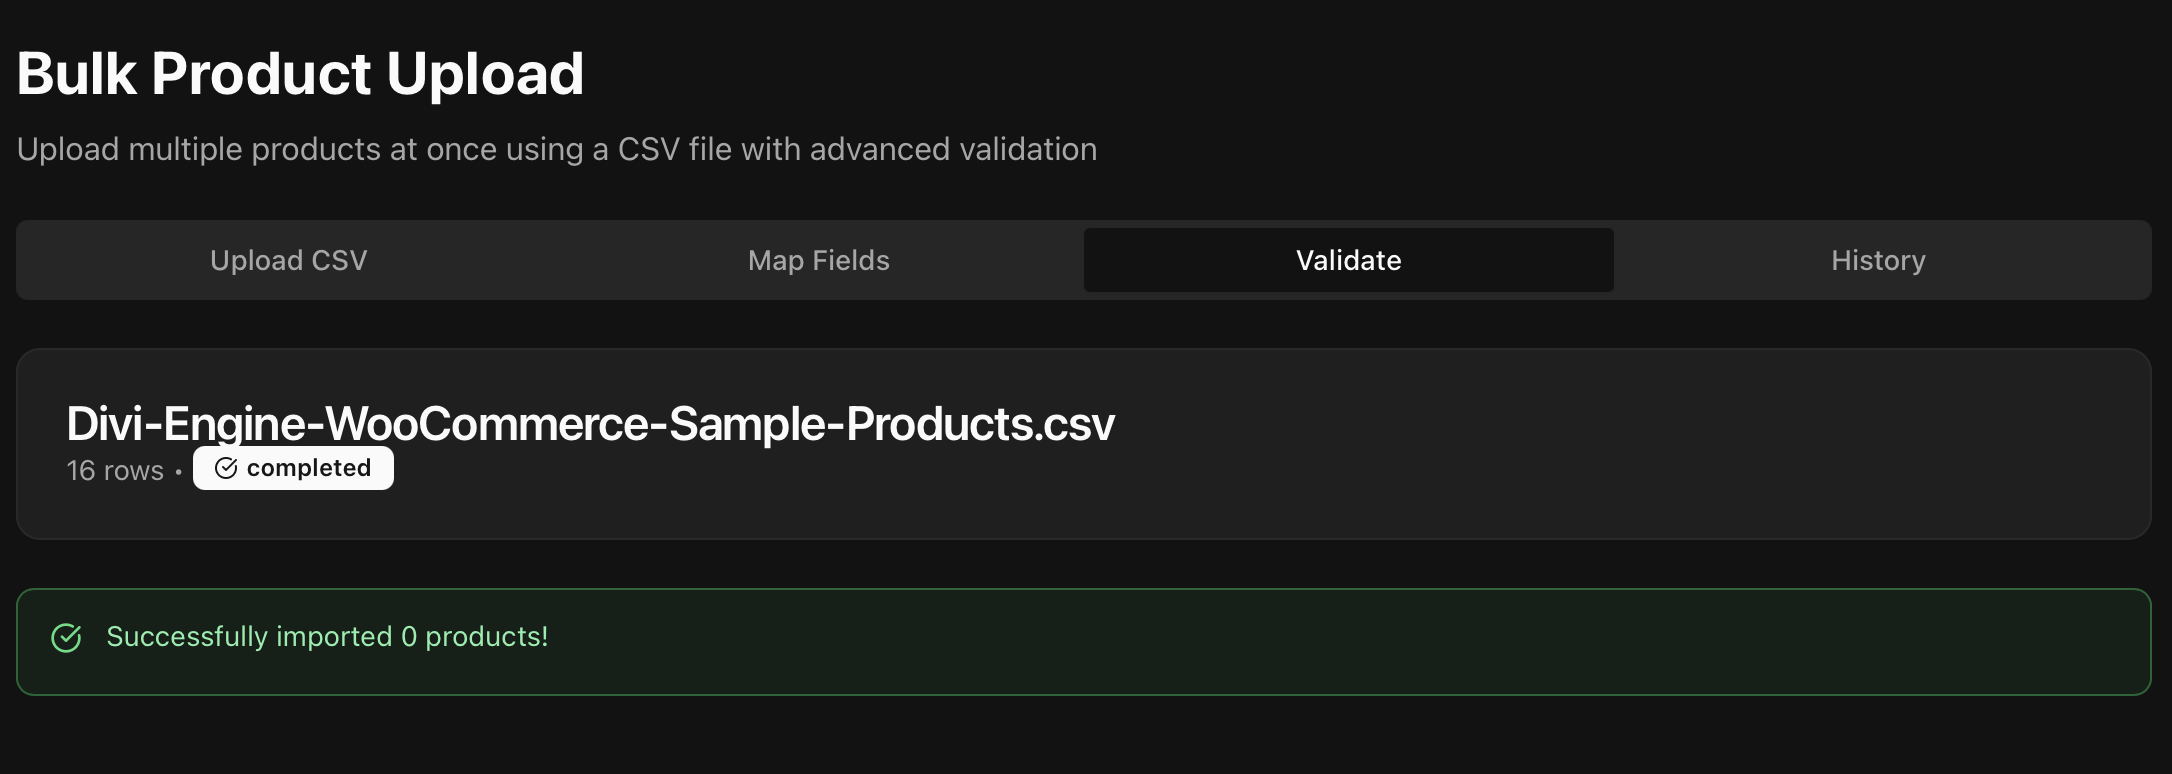 Bulk Product Upload
Upload multiple products at once using a CSV file with advanced validation
Upload CSV Map Fields Validate History
Divi-Engine-WooCommerce-Sample-Products.csv
16 rows • completed
Successfully imported 0 products!